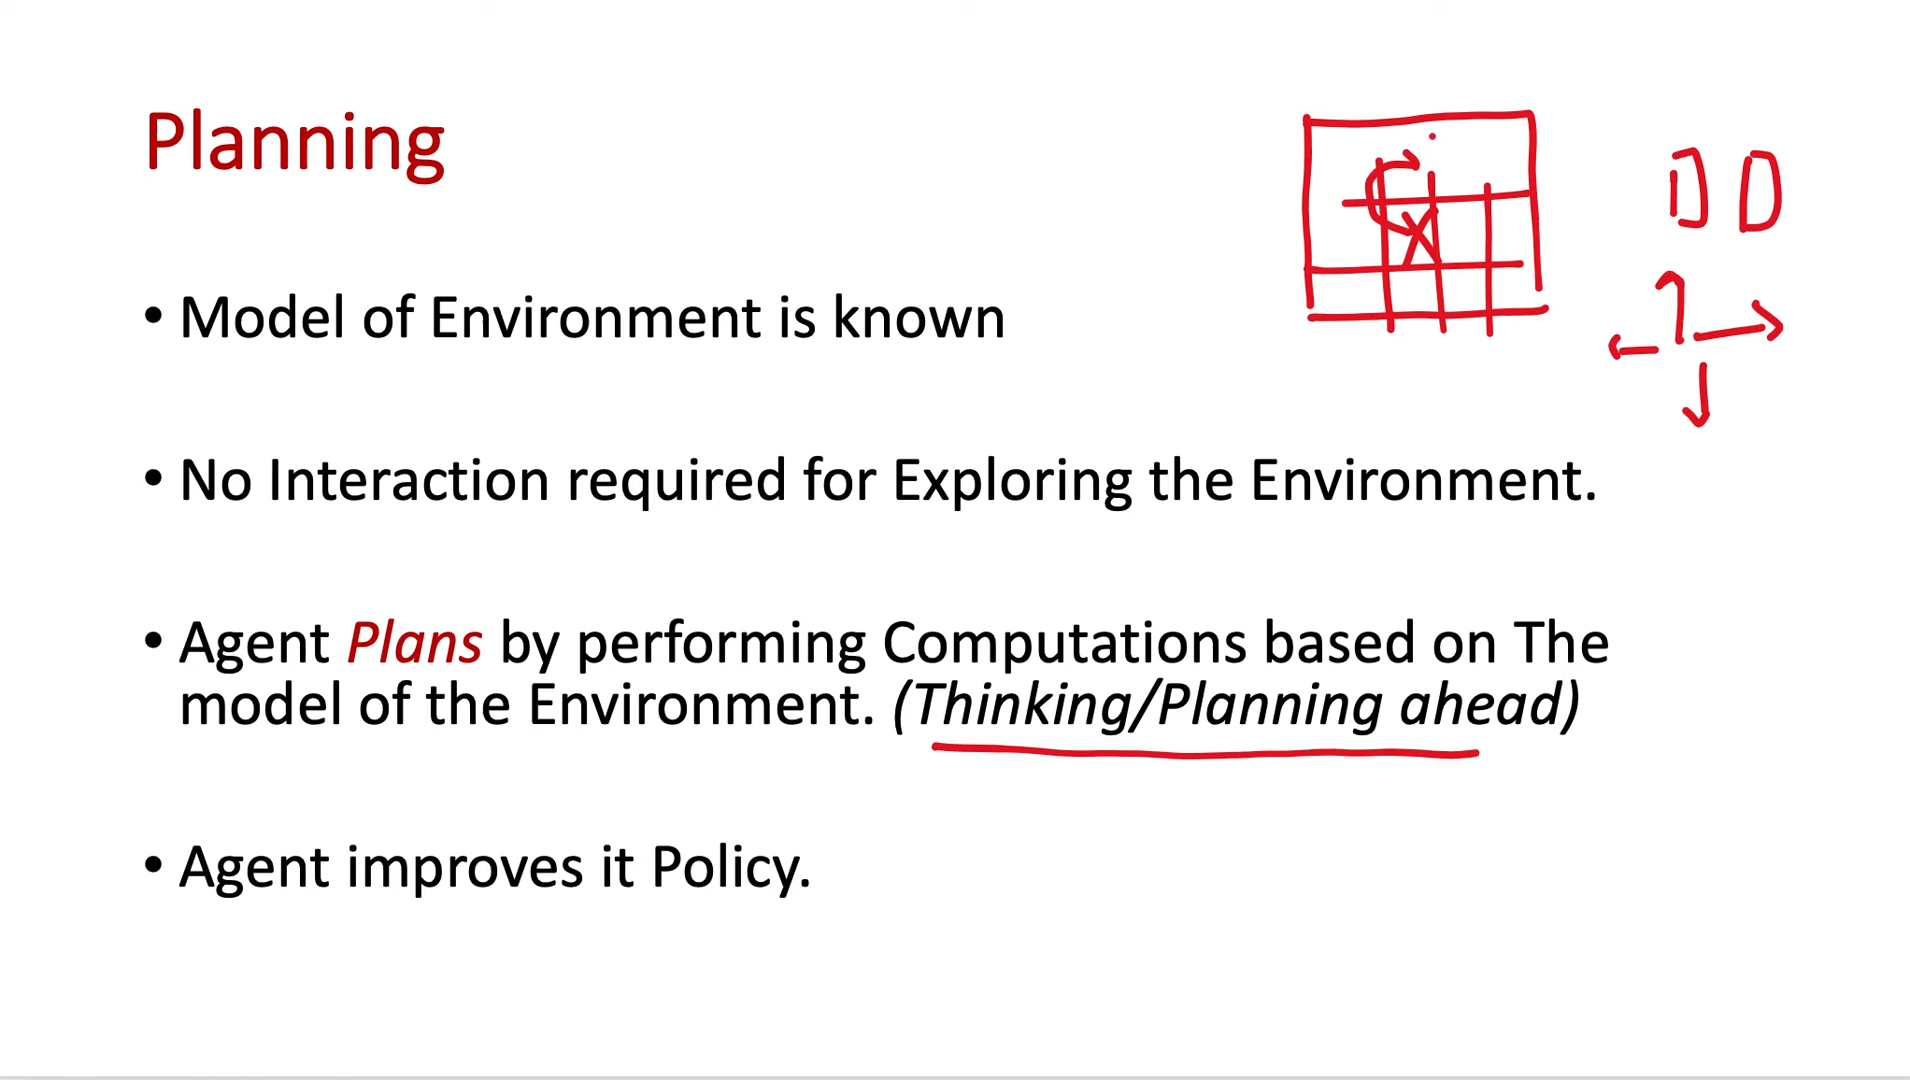 Planning
• Model of Environment is known
• No Interaction required for Exploring the Environment.
• Agent Plans by performing Computations based on The
model of the Environment. (Thinking/Planning ahead)
• Agent improves it Policy.